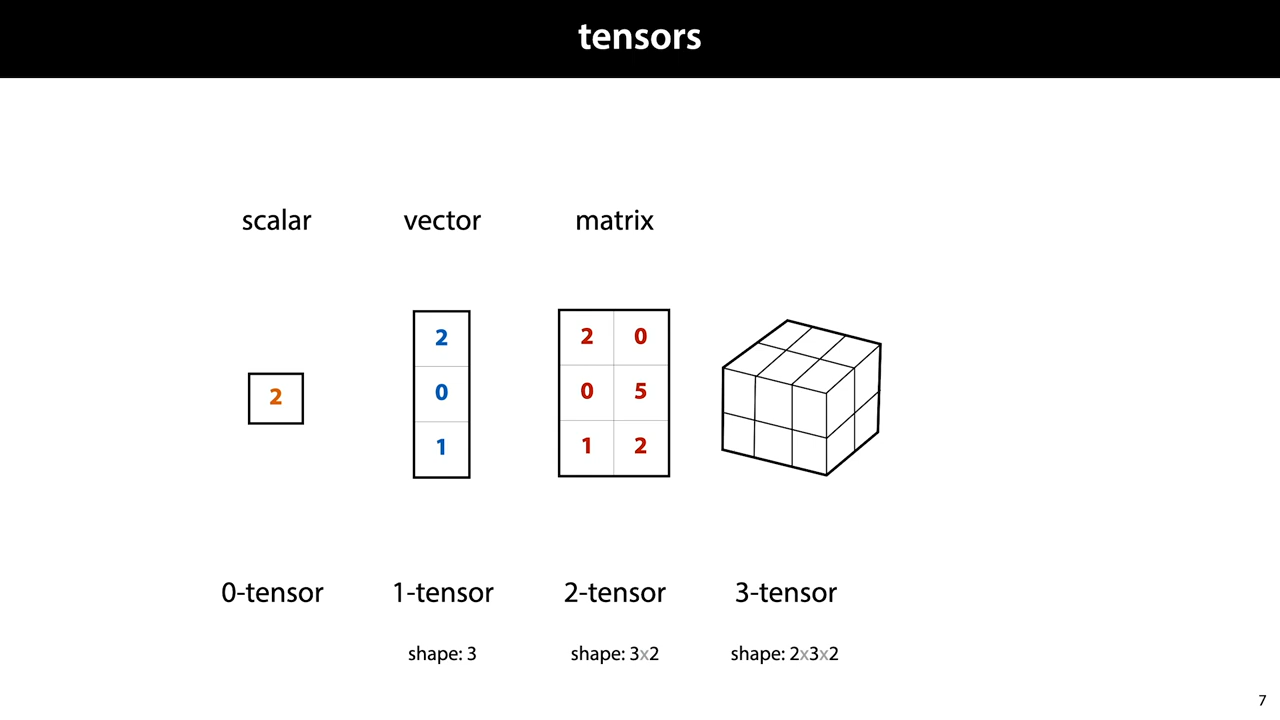 tensors
scalar vector matrix
2
2
0
1
2 0
0 5
1 2
0-tensor 1-tensor 2-tensor 3-tensor
shape: 3 shape: 3x2 shape: 2x3x2
7